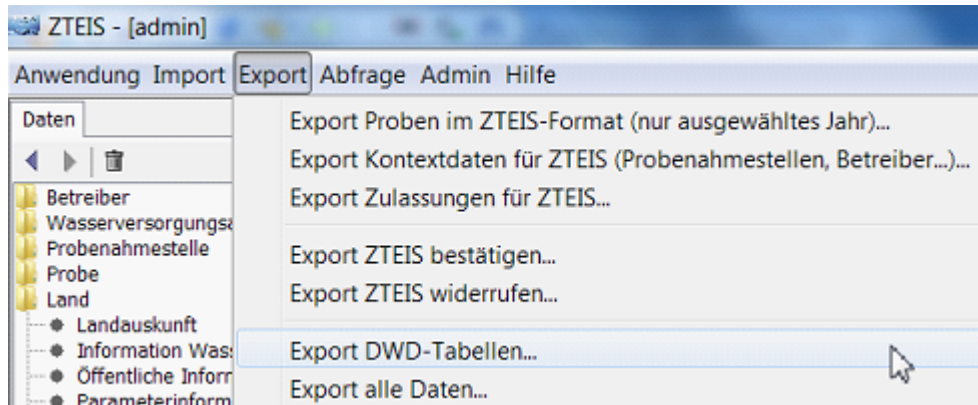 ZTEIS - [admin]
Anwendung Import Export Abfrage Admin Hilfe
Daten
Export Proben im ZTEIS-Format (nur ausgewähltes Jahr)...
Export Kontextdaten für ZTEIS (Probenahmestellen, Betreiber...)...
Export Zulassungen für ZTEIS...
Export ZTEIS bestätigen...
Export ZTEIS widerrufen...
Export DWD-Tabellen...
Export alle Daten...
Betreiber
Probenahmestelle
Probe
Land
Landauskunft
Information
Öffentliche